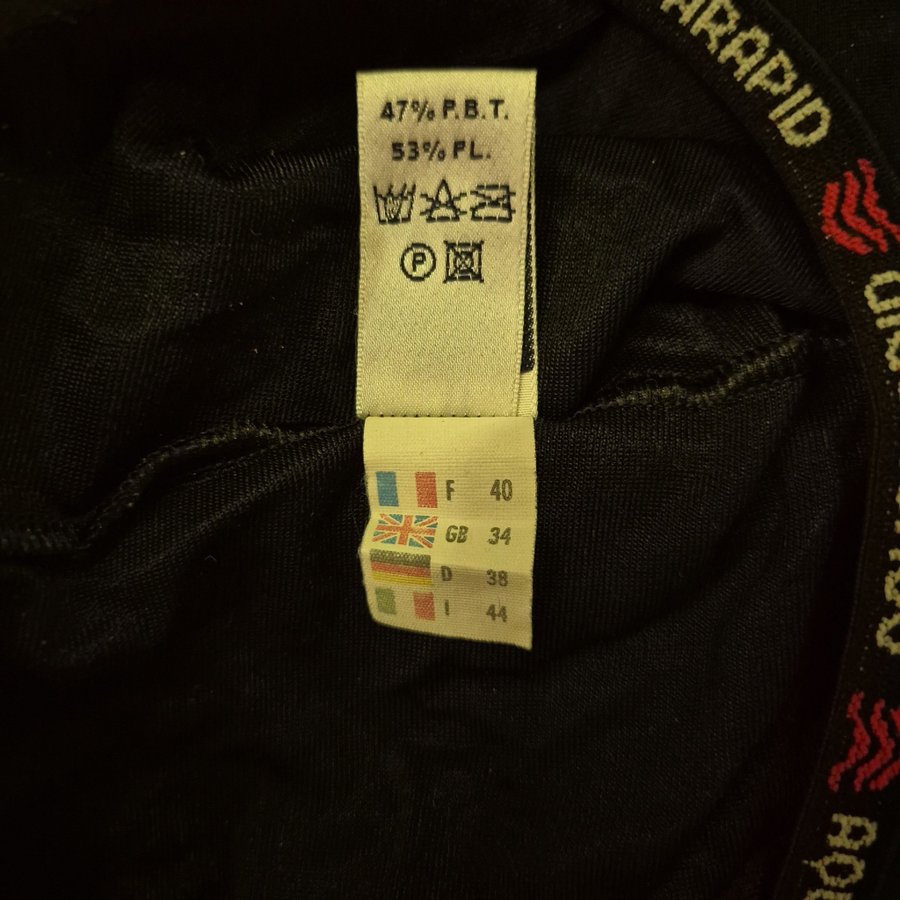 47% P.B.T.
53% PL.
P
F 40
GB 34
D 38
I 44
ARAPID